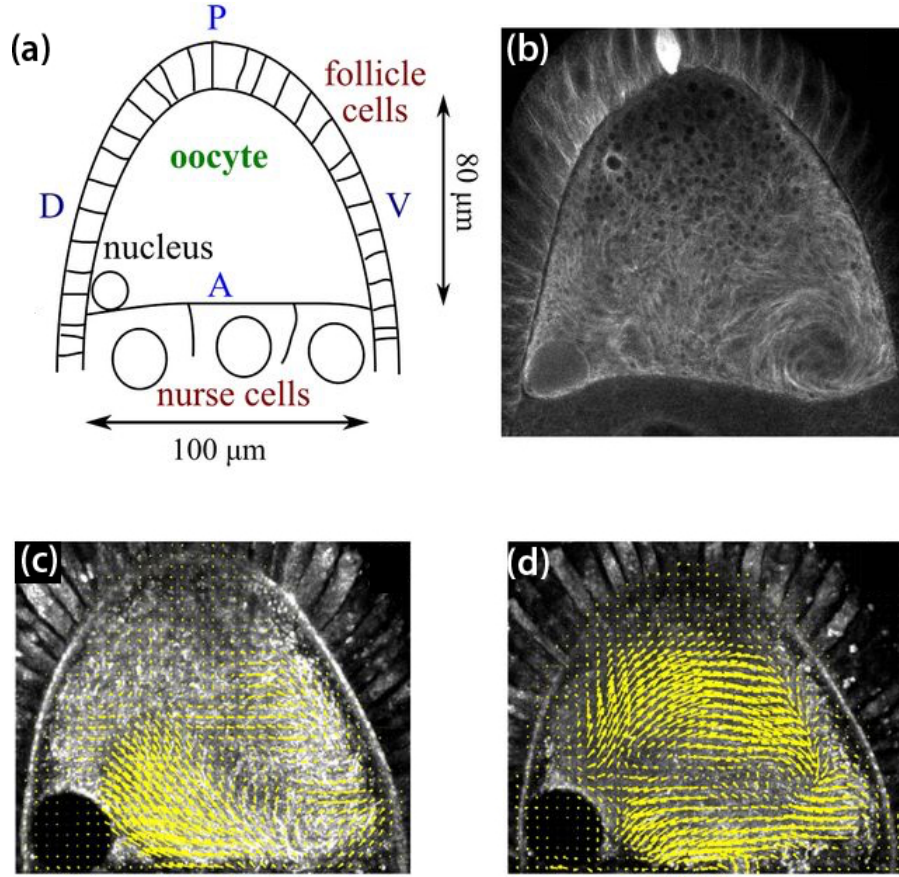 (a)
P
follicle
cells
oocyte
80 μm
D
V
nucleus
A
nurse cells
100 μm
(b)
(c)
(d)